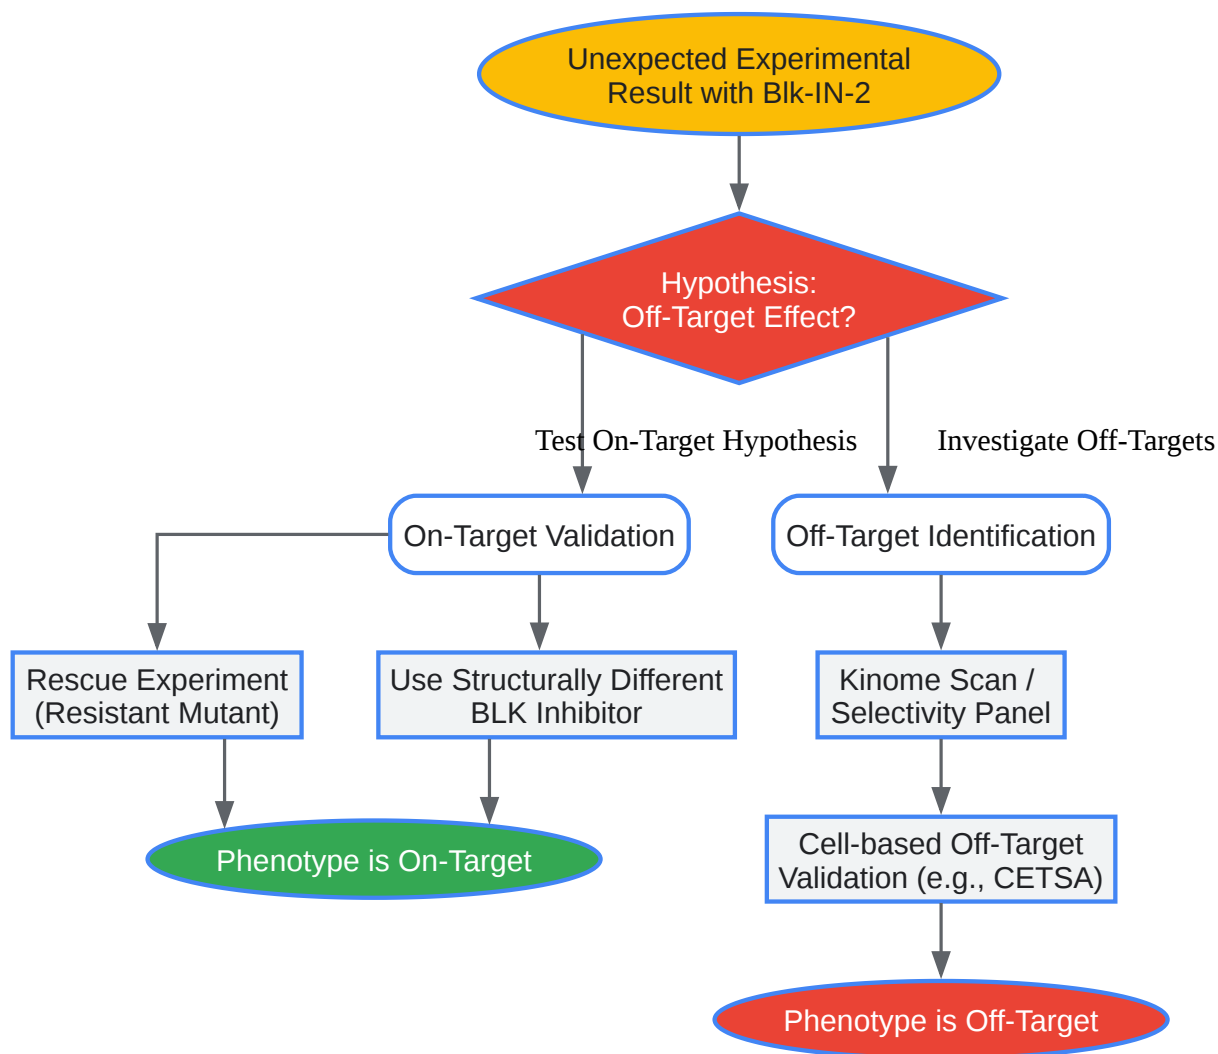 Unexpected Experimental
Result with Blk-IN-2
Hypothesis:
Off-Target Effect?
Test On-Target Hypothesis
Investigate Off-Targets
On-Target Validation
Off-Target Identification
Rescue Experiment
(Resistant Mutant)
Use Structurally Different
BLK Inhibitor
Kinome Scan /
Selectivity Panel
Phenotype is On-Target
Cell-based Off-Target
Validation (e.g., CETSA)
Phenotype is Off-Target